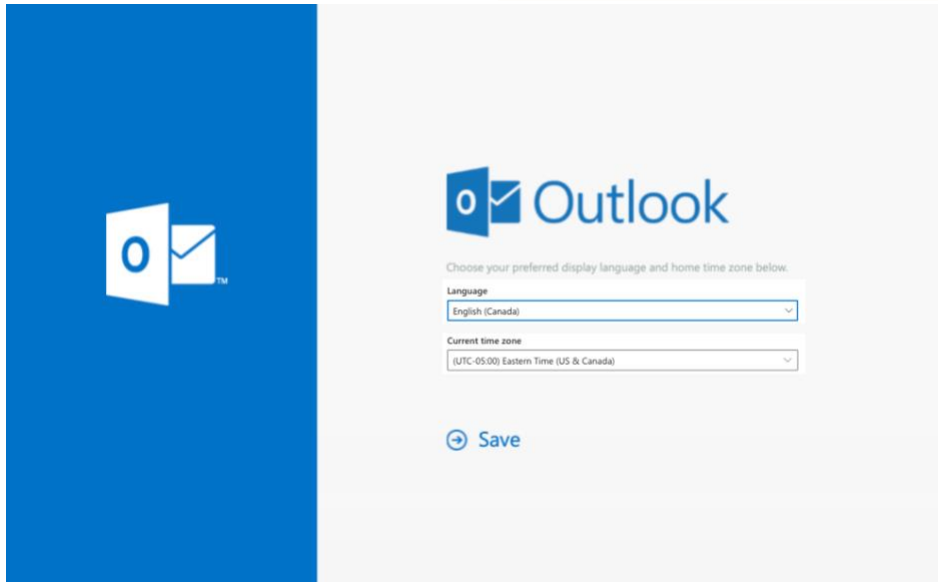 O
TM
O Outlook
Choose your preferred display language and home time zone below.
Language
English (Canada)
Current time zone
(UTC-05:00) Eastern Time (US & Canada)
Save